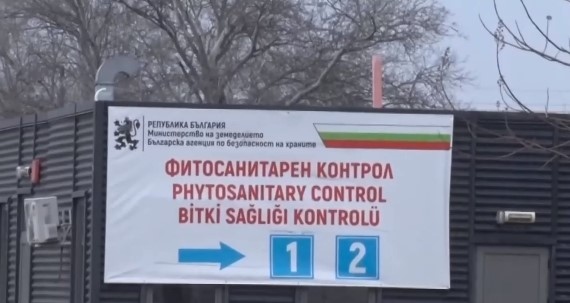 РЕПУБЛИКА БЪЛГАРИЯ
Министерство на земеделието
Българска агенция по безопасност на храните
ФИТОСАНИТАРЕН КОНТРОЛ
PHYTOSANITARY CONTROL
BİTKİ SAĞLIĞI KONTROLÜ
1 2